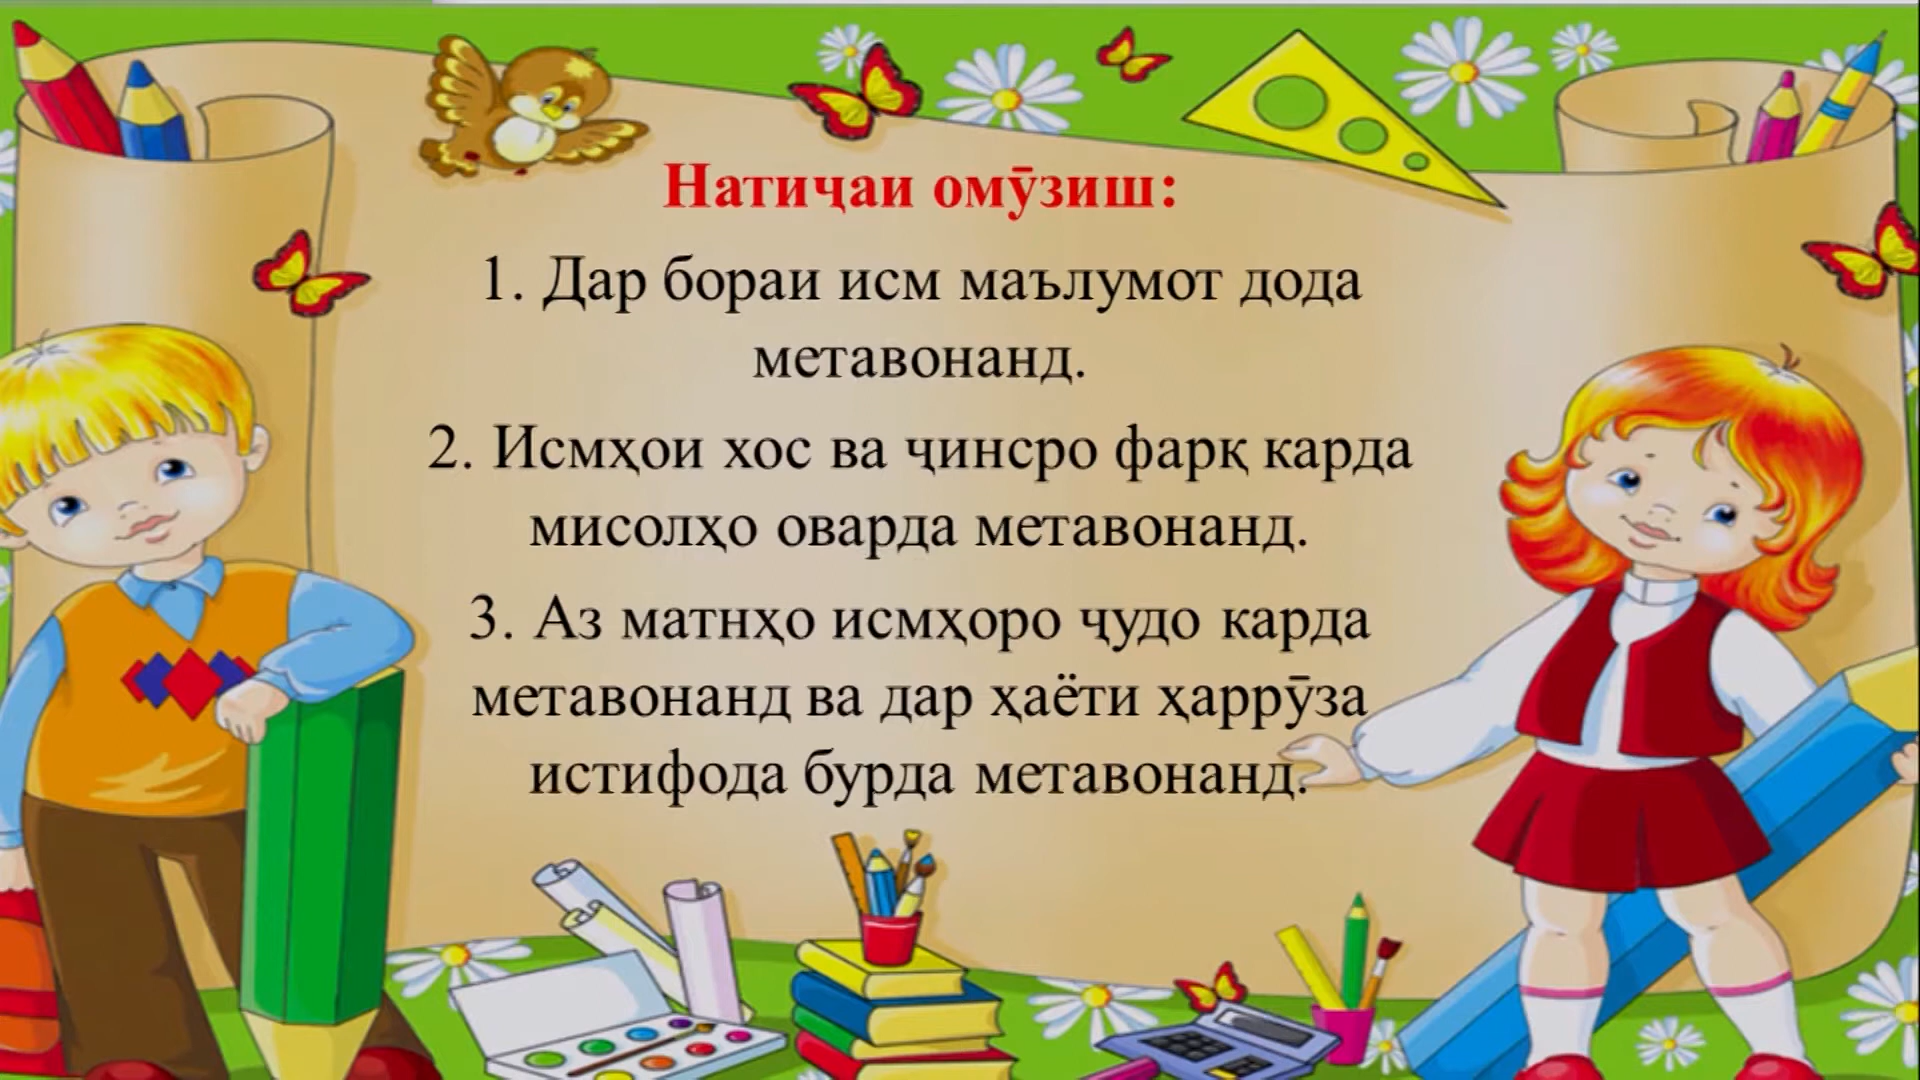 Натиҷаи омӯзиш:
1. Дар бораи исм маълумот дода
метавонанд.
2. Исмҳои хос ва ҷинсро фарқ карда
мисолҳо оварда метавонанд.
3. Аз матнҳо исмҳоро ҷудо карда
метавонанд ва дар ҳаёти ҳаррӯза
истифода бурда метавонанд.